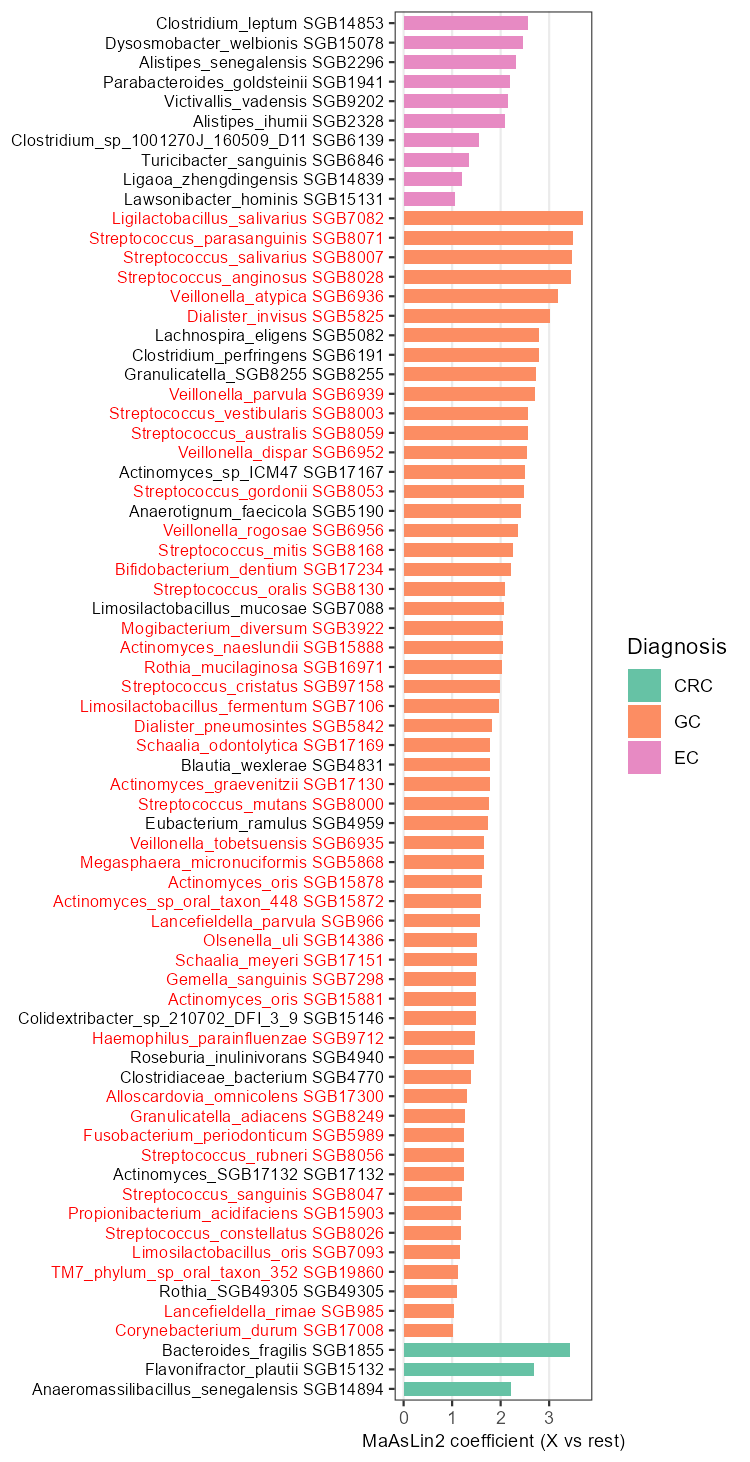 Clostridium_leptum SGB14853
Dysosmobacter_welbionis SGB15078
Alistipes_senegalensis SGB2296
Parabacteroides_goldsteinii SGB1941
Victivallis_vadensis SGB9202
Alistipes_ihumii SGB2328
Clostridium_sp_1001270J_160509_D11 SGB6139
Turicibacter_sanguinis SGB6846
Ligaoa_zhengdingensis SGB14839
Lawsonibacter_hominis SGB15131
Ligilactobacillus_salivarius SGB7082
Streptococcus_parasanguinis SGB8071
Streptococcus_salivarius SGB8007
Streptococcus_anginosus SGB8028
Veillonella_atypica SGB6936
Dialister_invisus SGB5825
Lachnospira_eligens SGB5082
Clostridium_perfringens SGB6191
Granulicatella_SGB8255 SGB8255
Veillonella_parvula SGB6939
Streptococcus_vestibularis SGB8003
Streptococcus_australis SGB8059
Veillonella_dispar SGB6952
Actinomyces_sp_ICM47 SGB17167
Streptococcus_gordonii SGB8053
Anaerotignum_faecicola SGB5190
Veillonella_rogosae SGB6956
Streptococcus_mitis SGB8168
Bifidobacterium_dentium SGB17234
Streptococcus_oralis SGB8130
Limosilactobacillus_mucosae SGB7088
Mogibacterium_diversum SGB3922
Actinomyces_naeslundii SGB15888
Rothia_mucilaginosa SGB16971
Streptococcus_cristatus SGB97158
Limosilactobacillus_fermentum SGB7106
Dialister_pneumosintes SGB5842
Schaalia_odontolytica SGB17169
Blautia_wexlerae SGB4831
Actinomyces_graevenitzii SGB17130
Streptococcus_mutans SGB8000
Eubacterium_ramulus SGB4959
Veillonella_tobetsuensis SGB6935
Megasphaera_micronuciformis SGB5868
Actinomyces_oris SGB15878
Actinomyces_sp_oral_taxon_448 SGB15872
Lancefieldella_parvula SGB966
Olsenella_uli SGB14386
Schaalia_meyeri SGB17151
Gemella_sanguinis SGB7298
Actinomyces_oris SGB15881
Colidextribacter_sp_210702_DFI_3_9 SGB15146
Haemophilus_parainfluenzae SGB9712
Roseburia_inulinivorans SGB4940
Clostridiaceae_bacterium SGB4770
Alloscardovia_omnicolens SGB17300
Granulicatella_adiacens SGB8249
Fusobacterium_periodonticum SGB5989
Streptococcus_rubneri SGB8056
Actinomyces_SGB17132 SGB17132
Streptococcus_sanguinis SGB8047
Propionibacterium_acidifaciens SGB15903
Streptococcus_constellatus SGB8026
Limosilactobacillus_oris SGB7093
TM7_phylum_sp_oral_taxon_352 SGB19860
Rothia_SGB49305 SGB49305
Lancefieldella_rimae SGB985
Corynebacterium_durum SGB17008
Bacteroides_fragilis SGB1855
Flavonifractor_plautii SGB15132
Anaeromassilibacillus_senegalensis SGB14894
0 1 2 3
MaAsLin2 coefficient (X vs rest)
Diagnosis
CRC
GC
EC